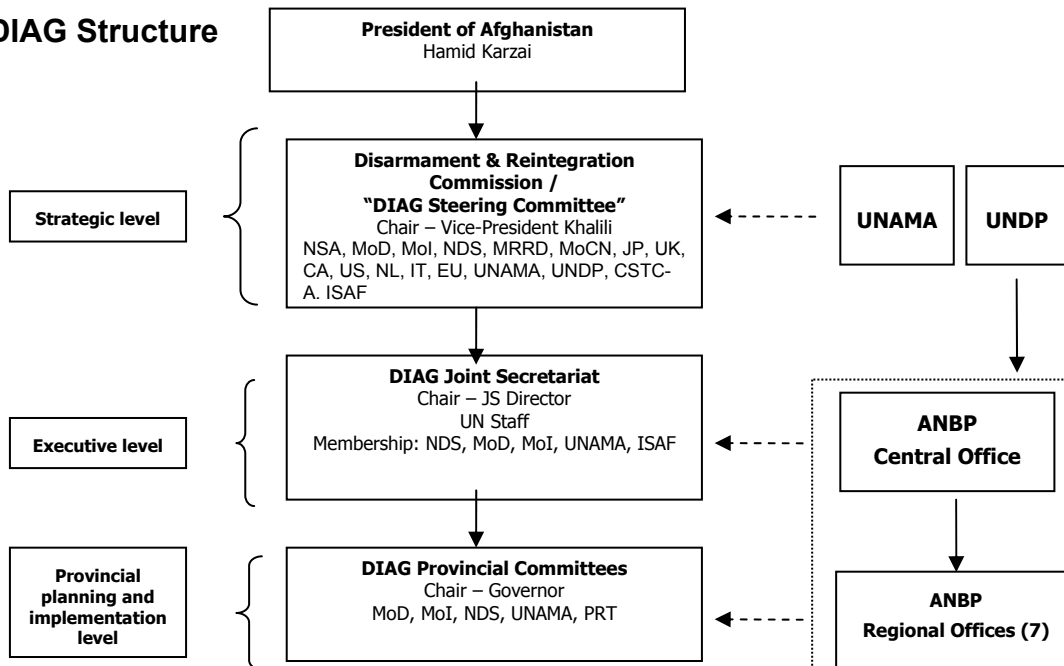 DIAG Structure
President of Afghanistan
Hamid Karzai
Strategic level
Disarmament & Reintegration
Commission /
“DIAG Steering Committee”
Chair – Vice-President Khalili
NSA, MoD, MoI, NDS, MRRD, MoCN, JP, UK,
CA, US, NL, IT, EU, UNAMA, UNDP, CSTC-
A. ISAF
UNAMA
UNDP
Executive level
DIAG Joint Secretariat
Chair – JS Director
UN Staff
Membership: NDS, MoD, MoI, UNAMA, ISAF
ANBP
Central Office
Provincial
planning and
implementation
level
DIAG Provincial Committees
Chair – Governor
MoD, MoI, NDS, UNAMA, PRT
ANBP
Regional Offices (7)